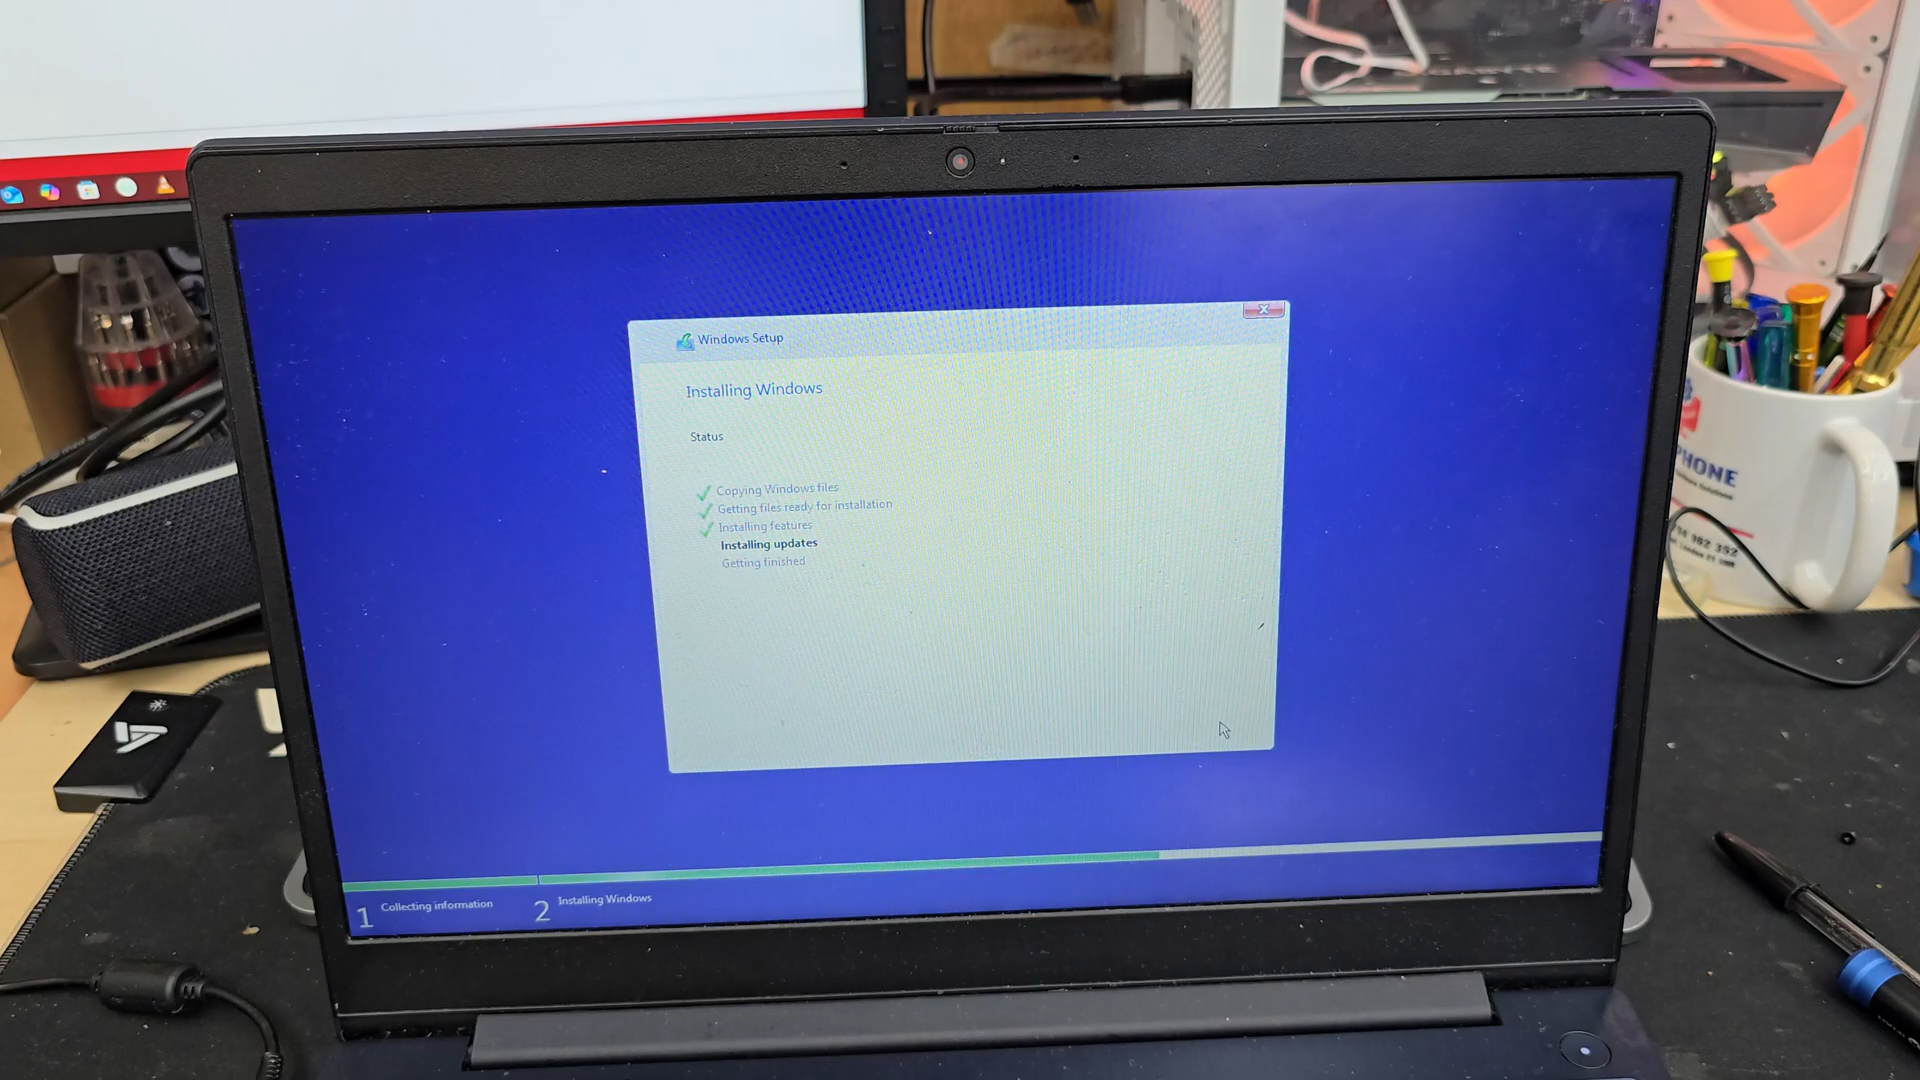 Windows Setup
Installing Windows
Status
Copying Windows files
Getting files ready for installation
Installing features
Installing updates
Getting finished
1 Collecting information
2 Installing Windows
PHONE